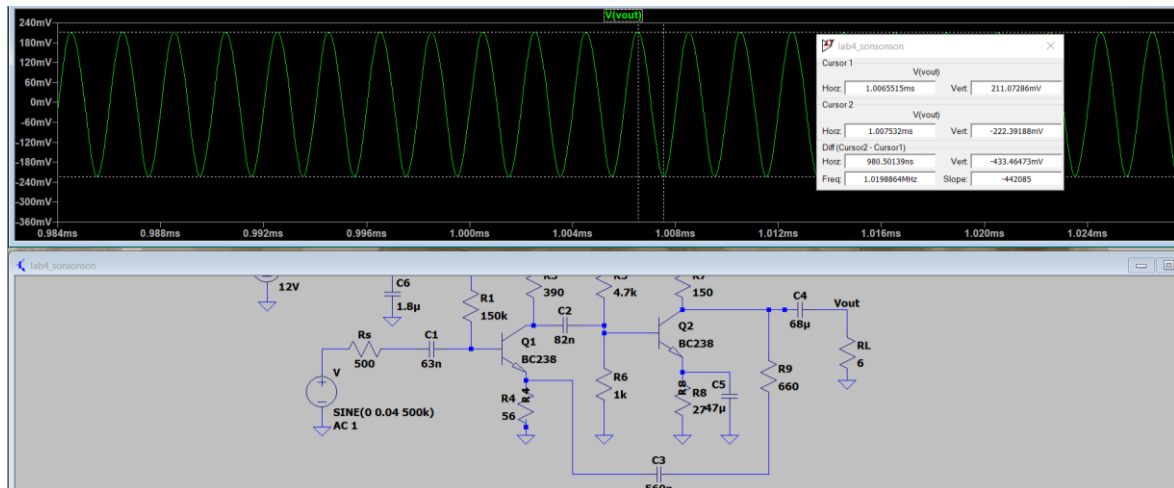 V(vout)
240mV
180mV
120mV
60mV
0mV
-60mV
-120mV
-180mV
-240mV
-300mV
-360mV
0.984ms
0.988ms
0.992ms
0.996ms
1.000ms
1.004ms
1.008ms
1.012ms
1.016ms
1.020ms
1.024ms
lab4_sonsonson
Cursor 1
V(vout)
Horz: 1.0065515ms Vert: 211.07286mV
Cursor 2
V(vout)
Horz: 1.007532ms Vert: -222.39188mV
Diff (Cursor2 - Cursor1)
Horz: 980.50139ns Vert: -433.46473mV
Freq: 1.0198864MHz Slope: -442085
lab4_sonsonson
12V
C6
1.8µ
R1
150k
390
4.7k
R7
150
Rs
500
C1
63n
Q1
BC238
C2
82n
Q2
BC238
C4
68µ
Vout
RL
6
R9
660
V
SINE(0 0.04 500k)
AC 1
R4
56
R4
R6
1k
R8
R8
27
C5
47µ
C3
560n